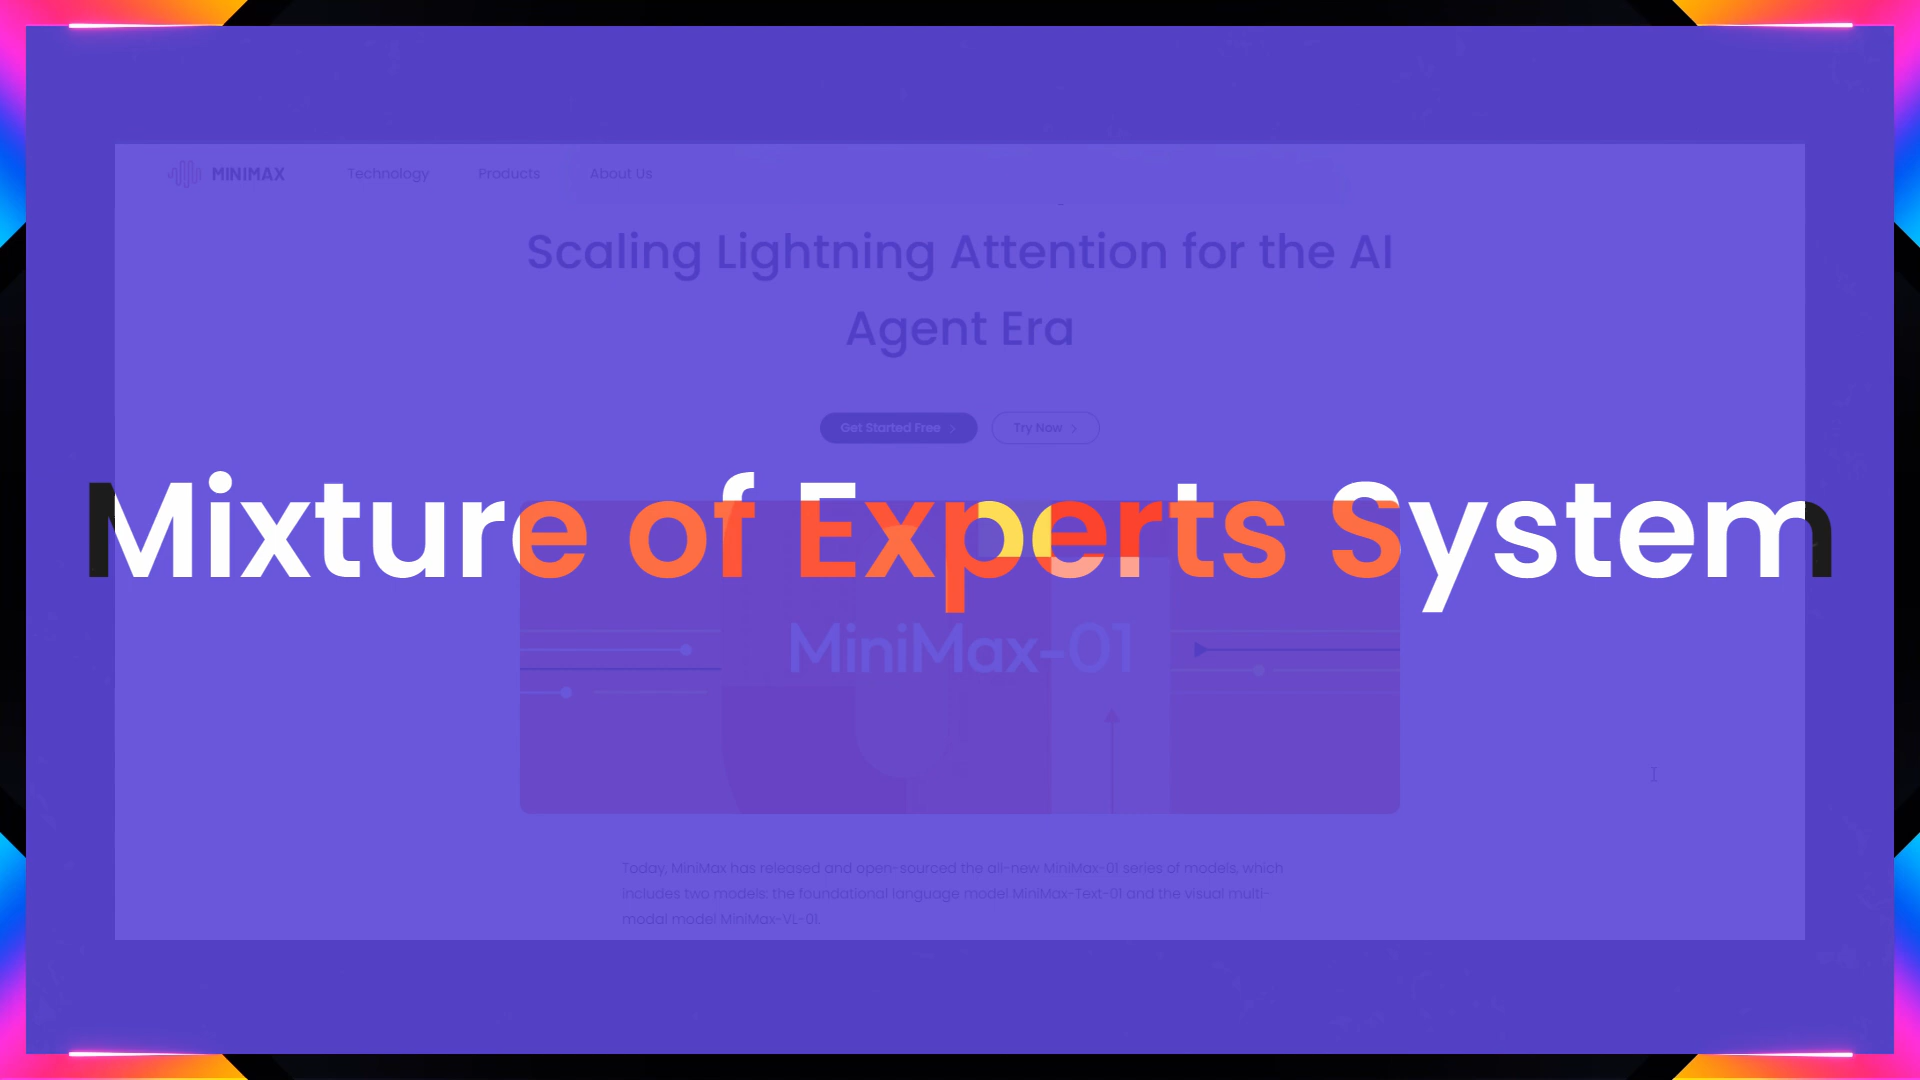 MINIMAX Technology Products About Us
Scaling Lightning Attention for the AI
Agent Era
Get Started Free > Try Now >
Mixture of Experts System
MiniMax-01
Today, MiniMax has released and open-sourced the all-new MiniMax-01 series of models, which
includes two models: the foundational language model MiniMax-Text-01 and the visual multi-
modal model MiniMax-VL-01.